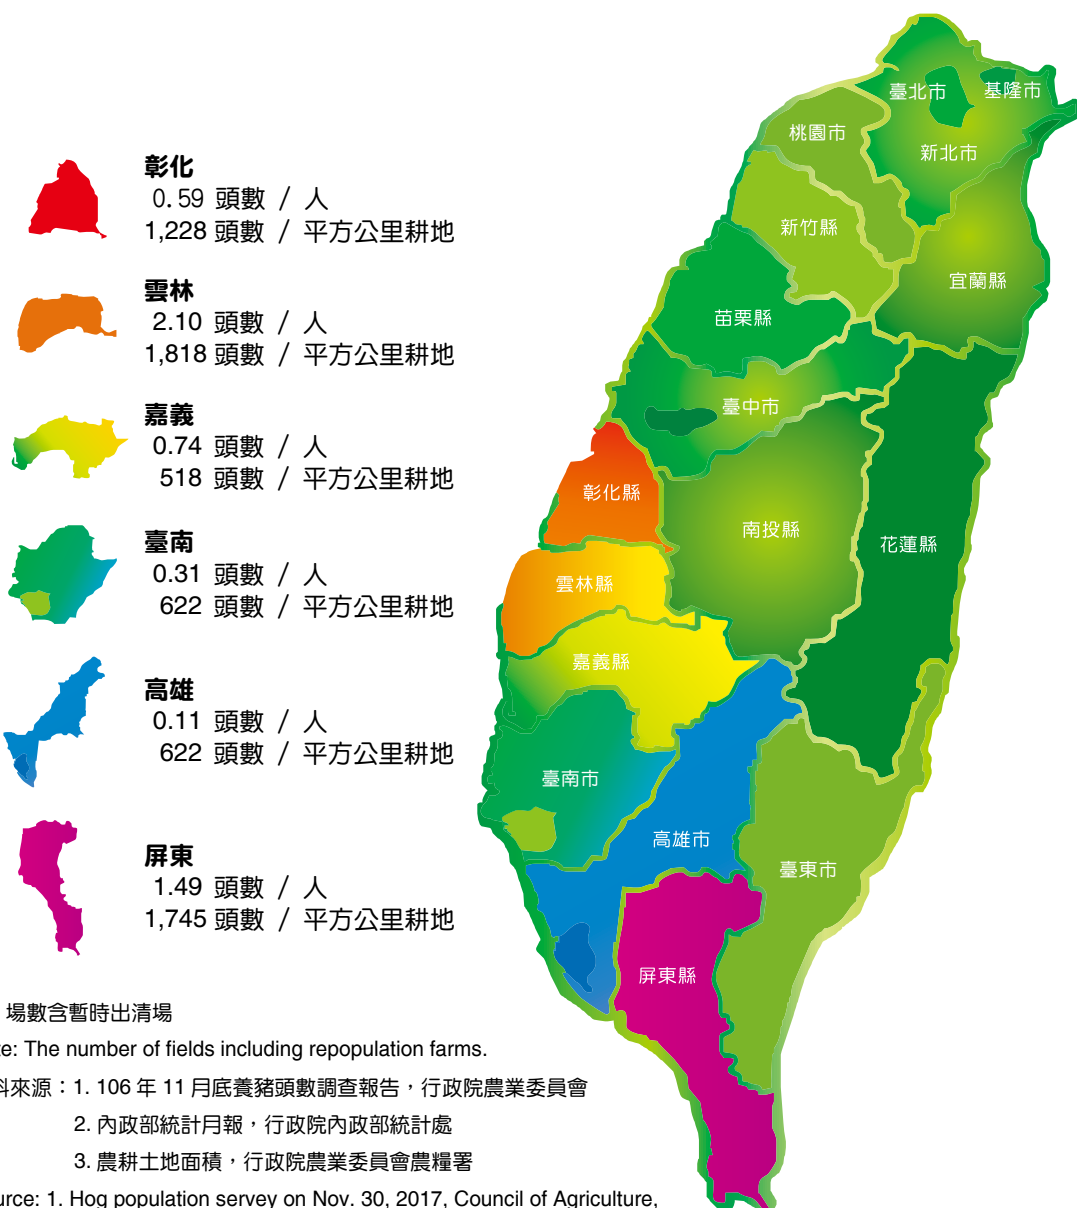 彰化
0.59 頭數 / 人
1,228 頭數 / 平方公里耕地
雲林
2.10 頭數 / 人
1,818 頭數 / 平方公里耕地
嘉義
0.74 頭數 / 人
518 頭數 / 平方公里耕地
臺南
0.31 頭數 / 人
622 頭數 / 平方公里耕地
高雄
0.11 頭數 / 人
622 頭數 / 平方公里耕地
屏東
1.49 頭數 / 人
1,745 頭數 / 平方公里耕地
臺北市
基隆市
桃園市
新北市
新竹縣
宜蘭縣
苗栗縣
臺中市
彰化縣
南投縣
花蓮縣
雲林縣
嘉義縣
臺南市
高雄市
臺東市
屏東縣
場數含暫時出清場
te: The number of fields including repopulation farms.
料來源：1. 106 年 11 月底養豬頭數調查報告，行政院農業委員會
2. 內政部統計月報，行政院內政部統計處
3. 農耕土地面積，行政院農業委員會農糧署
urce: 1. Hog population servey on Nov. 30, 2017, Council of Agriculture,